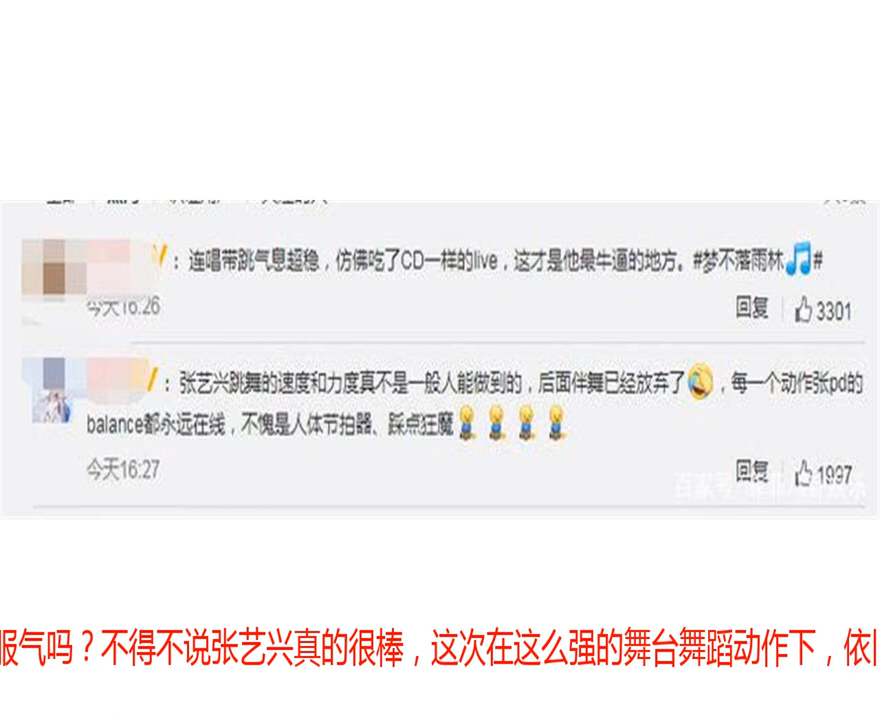 ：连唱带跳气息超稳，仿佛吃了CD一样的live，这才是他最牛逼的地方。#梦不落雨林🎵#
今天16:26 回复 3301
：张艺兴跳舞的速度和力度真不是一般人能做到的，后面伴舞已经放弃了🤣，每一个动作张pd的
balance都永远在线，不愧是人体节拍器、踩点狂魔
今天16:27 回复 1997
百家号
服气吗？不得不说张艺兴真的很棒，这次在这么强的舞台舞蹈动作下，依